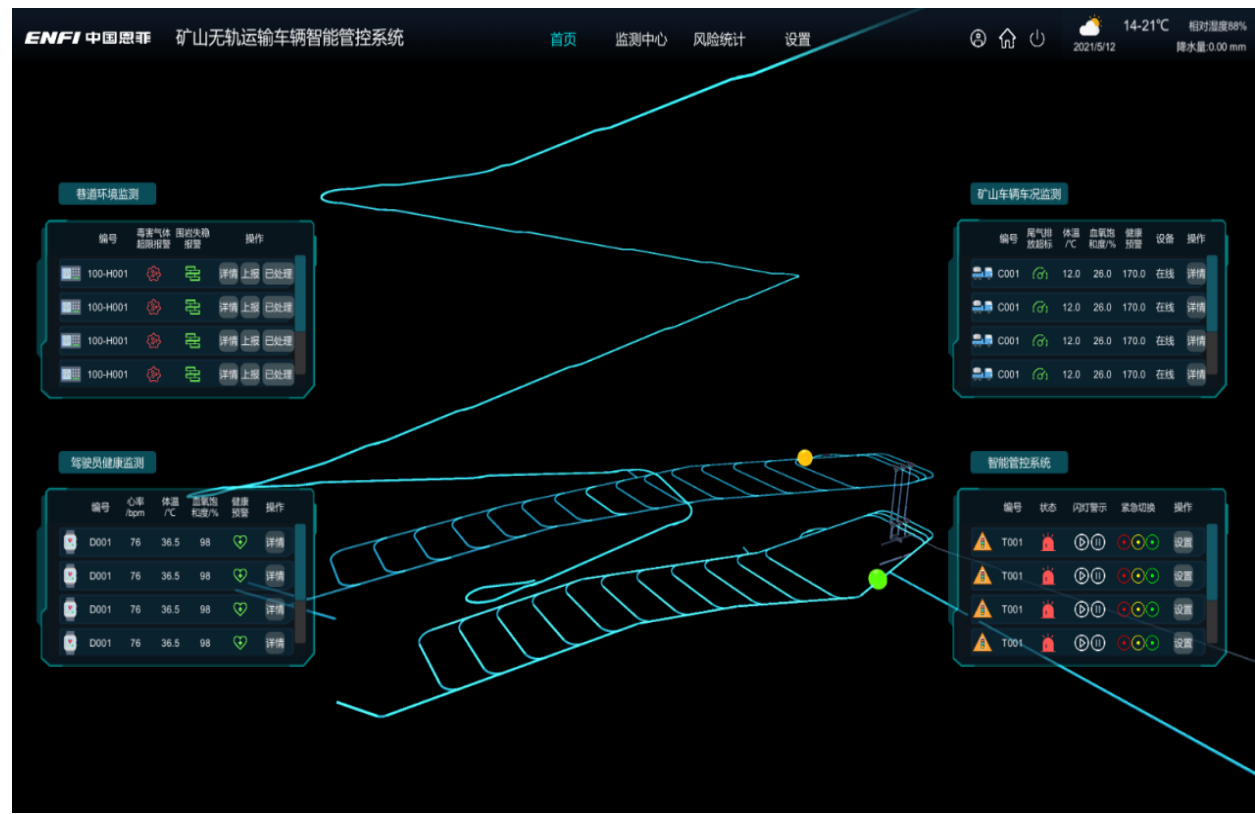 ENFI 中国恩菲 矿山无轨运输车辆智能管控系统 首页 监测中心 风险统计 设置 14-21℃ 相对湿度88%
2021/5/12 降水量:0.00 mm
巷道环境监测
编号 毒害气体超限报警 围岩失稳报警 操作
100-H001 详情 上报 已处理
100-H001 详情 上报 已处理
100-H001 详情 上报 已处理
100-H001 详情 上报 已处理
矿山车辆车况监测
编号 尾气排放超标 体温/℃ 血氧饱和度/% 健康预警 设备 操作
C001 12.0 26.0 170.0 在线 详情
C001 12.0 26.0 170.0 在线 详情
C001 12.0 26.0 170.0 在线 详情
C001 12.0 26.0 170.0 在线 详情
驾驶员健康监测
编号 心率/bpm 体温/℃ 血氧饱和度/% 健康预警 操作
D001 76 36.5 98 详情
D001 76 36.5 98 详情
D001 76 36.5 98 详情
D001 76 36.5 98 详情
智能管控系统
编号 状态 闪灯警示 紧急切换 操作
T001 设置
T001 设置
T001 设置
T001 设置